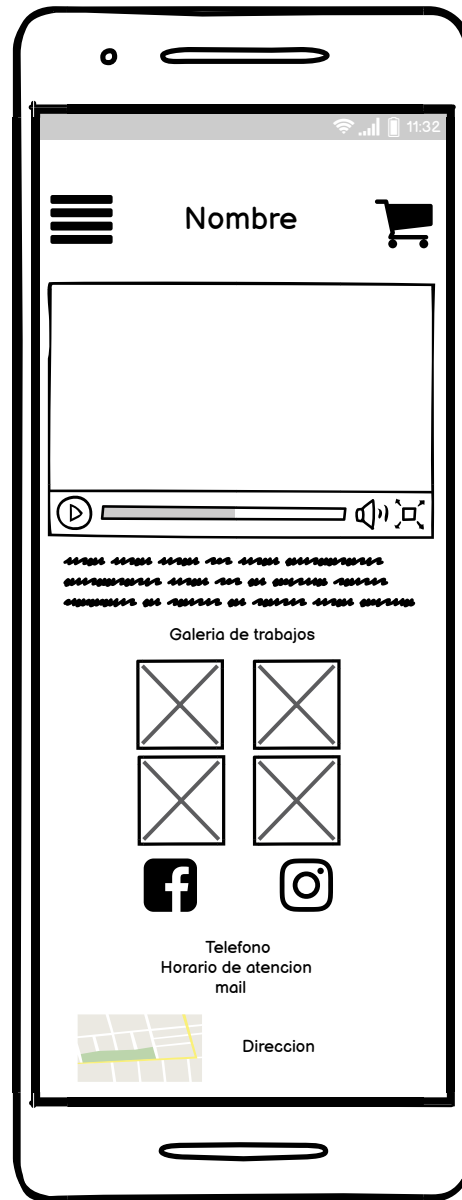 11:32
Nombre
Galeria de trabajos
Telefono
Horario de atencion
mail
Direccion